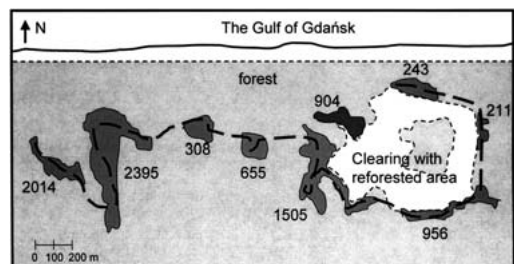 N
The Gulf of Gdańsk
forest
243
904
211
308
655
Clearing with
reforested area
2014
2395
1505
956
0 100 200 m